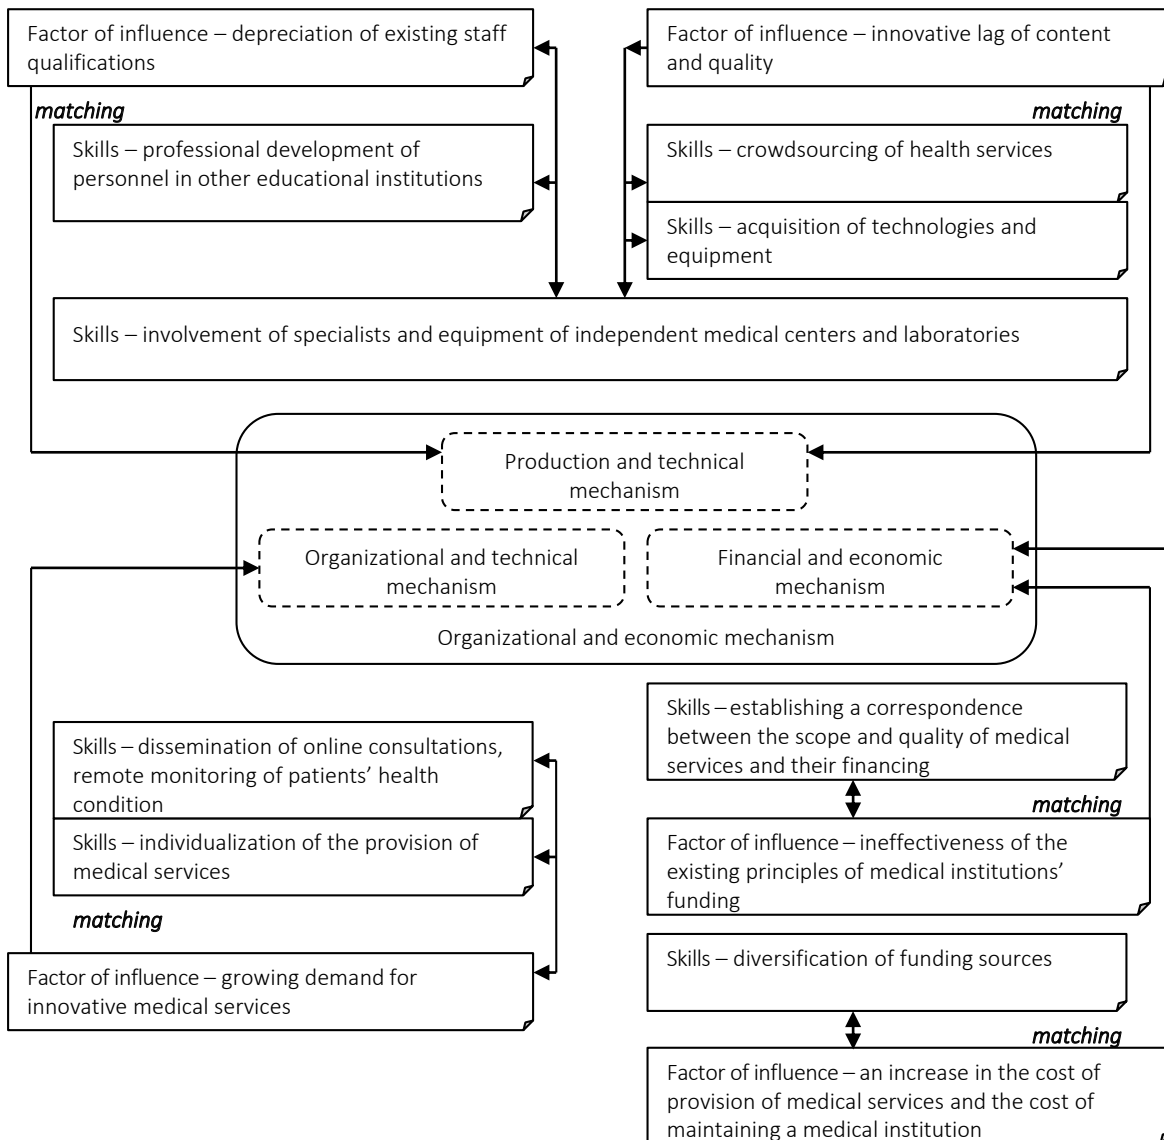 Factor of influence – depreciation of existing staff
qualifications
Factor of influence – innovative lag of content
and quality
matching
matching
Skills – professional development of
personnel in other educational institutions
Skills – crowdsourcing of health services
Skills – acquisition of technologies and
equipment
Skills – involvement of specialists and equipment of independent medical centers and laboratories
Production and technical
mechanism
Organizational and technical
mechanism
Financial and economic
mechanism
Organizational and economic mechanism
Skills – dissemination of online consultations,
remote monitoring of patients’ health
condition
Skills – individualization of the provision of
medical services
matching
Factor of influence – growing demand for
innovative medical services
Skills – establishing a correspondence
between the scope and quality of medical
services and their financing
matching
Factor of influence – ineffectiveness of the
existing principles of medical institutions’
funding
Skills – diversification of funding sources
matching
Factor of influence – an increase in the cost of
provision of medical services and the cost of
maintaining a medical institution